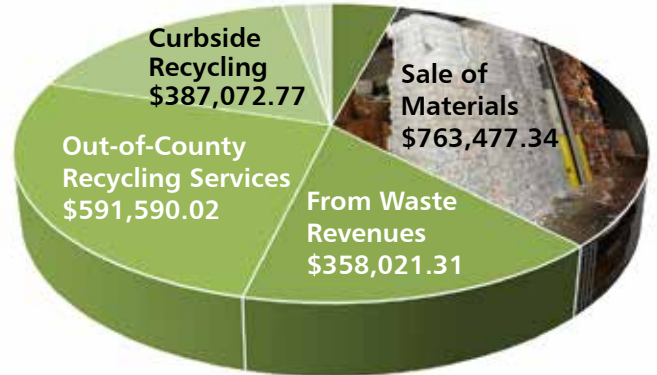 Curbside
Recycling
$387,072.77
Sale of
Materials
$763,477.34
Out-of-County
Recycling Services
$591,590.02
From Waste
Revenues
$358,021.31